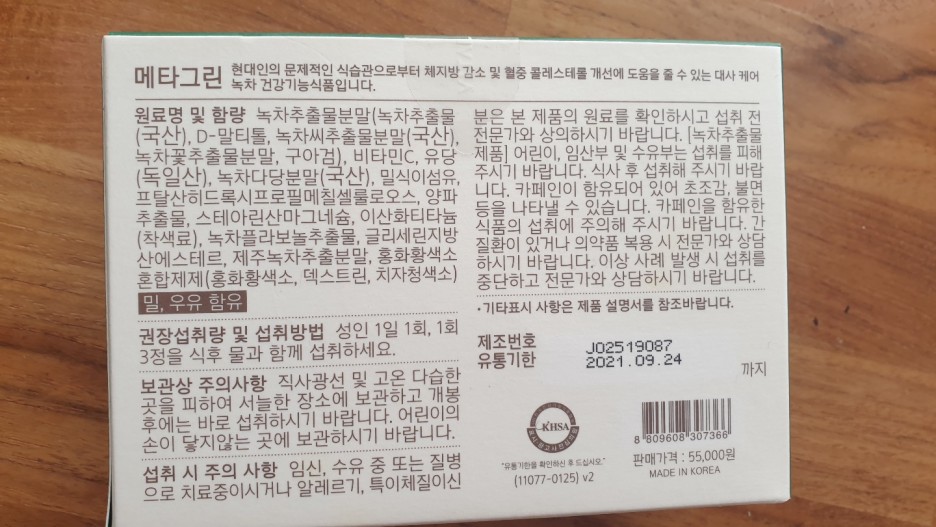 메타그린 현대인의 문제적인 식습관으로부터 체지방 감소 및 혈중 콜레스테롤 개선에 도움을 줄 수 있는 대사 케어
녹차 건강기능식품입니다.
원료명 및 함량 녹차추출물분말(녹차추출물
(국산), D-말티톨, 녹차씨추출물분말(국산),
녹차꽃추출물분말, 구아검), 비타민C, 유당
(독일산), 녹차다당분말(국산), 밀식이섬유,
프탈산히드록시프로필메칠셀룰로오스, 양파
추출물, 스테아린산마그네슘, 이산화티타늄
(착색료), 녹차플라보놀추출물, 글리세린지방
산에스테르, 제주녹차추출분말, 홍화황색소
혼합제제(홍화황색소, 덱스트린, 치자청색소)
밀, 우유 함유
권장섭취량 및 섭취방법 성인 1일 1회, 1회
3정을 식후 물과 함께 섭취하세요.
보관상 주의사항 직사광선 및 고온 다습한
곳을 피하여 서늘한 장소에 보관하고 개봉
후에는 바로 섭취하시기 바랍니다. 어린이의
손이 닿지않는 곳에 보관하시기 바랍니다.
섭취 시 주의 사항 임신, 수유 중 또는 질병
으로 치료중이시거나 알레르기, 특이체질이신
분은 본 제품의 원료를 확인하시고 섭취 전
전문가와 상의하시기 바랍니다. [녹차추출물
제품] 어린이, 임산부 및 수유부는 섭취를 피해
주시기 바랍니다. 식사 후 섭취해 주시기 바랍
니다. 카페인이 함유되어 있어 초조감, 불면
등을 나타낼 수 있습니다. 카페인을 함유한
식품의 섭취에 주의해 주시기 바랍니다. 간
질환이 있거나 의약품 복용 시 전문가와 상담
하시기 바랍니다. 이상 사례 발생 시 섭취를
중단하고 전문가와 상담하시기 바랍니다.
•기타표시 사항은 제품 설명서를 참조바랍니다.
제조번호 JO2519087
유통기한 2021.09.24
까지
KHSA
"유통기한을 확인하신 후 드십시오."
(11077-0125) v2
8 809608 307366
판매가격 : 55,000원
MADE IN KOREA